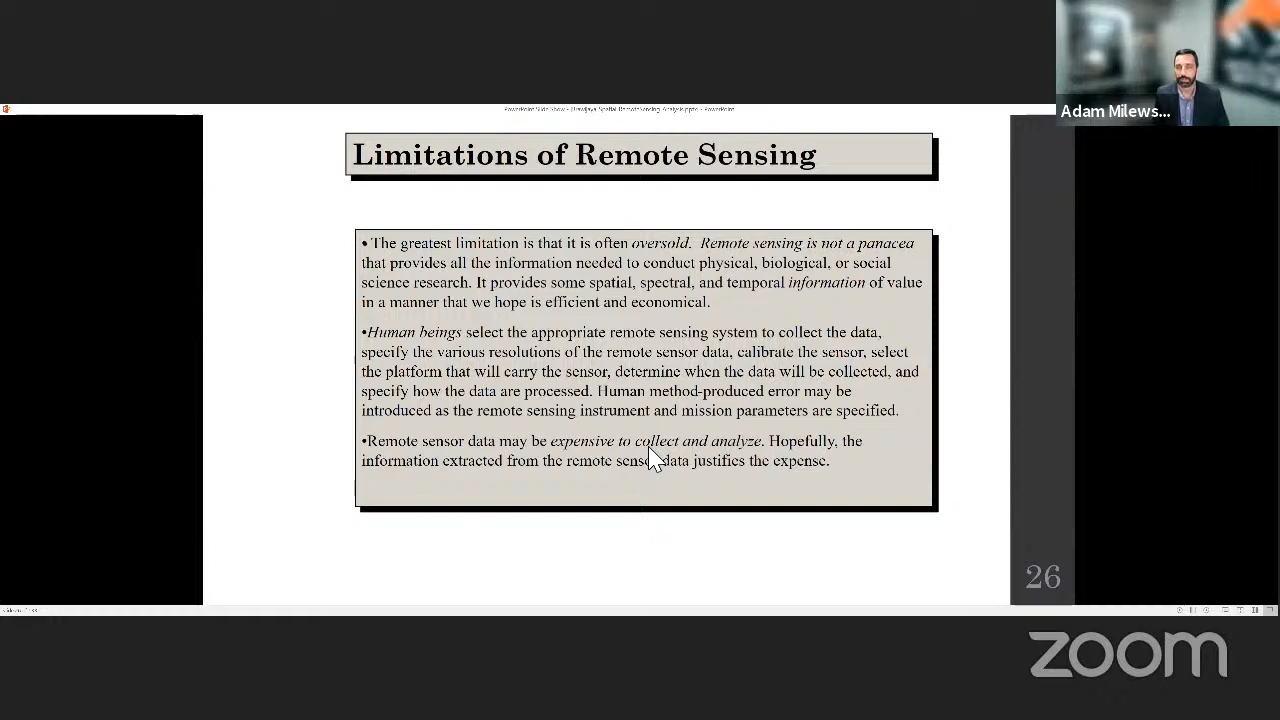 Adam Milews...
Limitations of Remote Sensing
• The greatest limitation is that it is often oversold. Remote sensing is not a panacea
that provides all the information needed to conduct physical, biological, or social
science research. It provides some spatial, spectral, and temporal information of value
in a manner that we hope is efficient and economical.
•Human beings select the appropriate remote sensing system to collect the data,
specify the various resolutions of the remote sensor data, calibrate the sensor, select
the platform that will carry the sensor, determine when the data will be collected, and
specify how the data are processed. Human method-produced error may be
introduced as the remote sensing instrument and mission parameters are specified.
•Remote sensor data may be expensive to collect and analyze. Hopefully, the
information extracted from the remote sensor data justifies the expense.
26
zoom